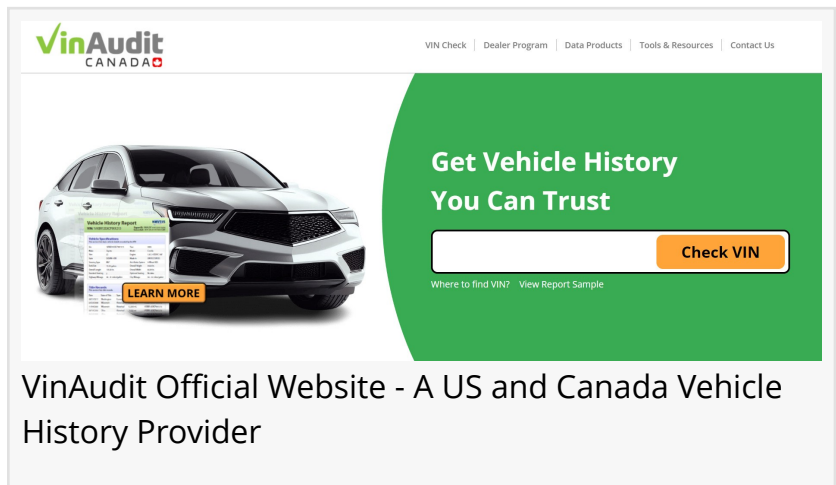 VinAudit
CANADA
VIN Check
Dealer Program
Data Products
Tools & Resources
Contact Us
Get Vehicle History
You Can Trust
Check VIN
Where to find VIN?
View Report Sample
Vehicle History Report
LEARN MORE
VinAudit Official Website - A US and Canada Vehicle
History Provider